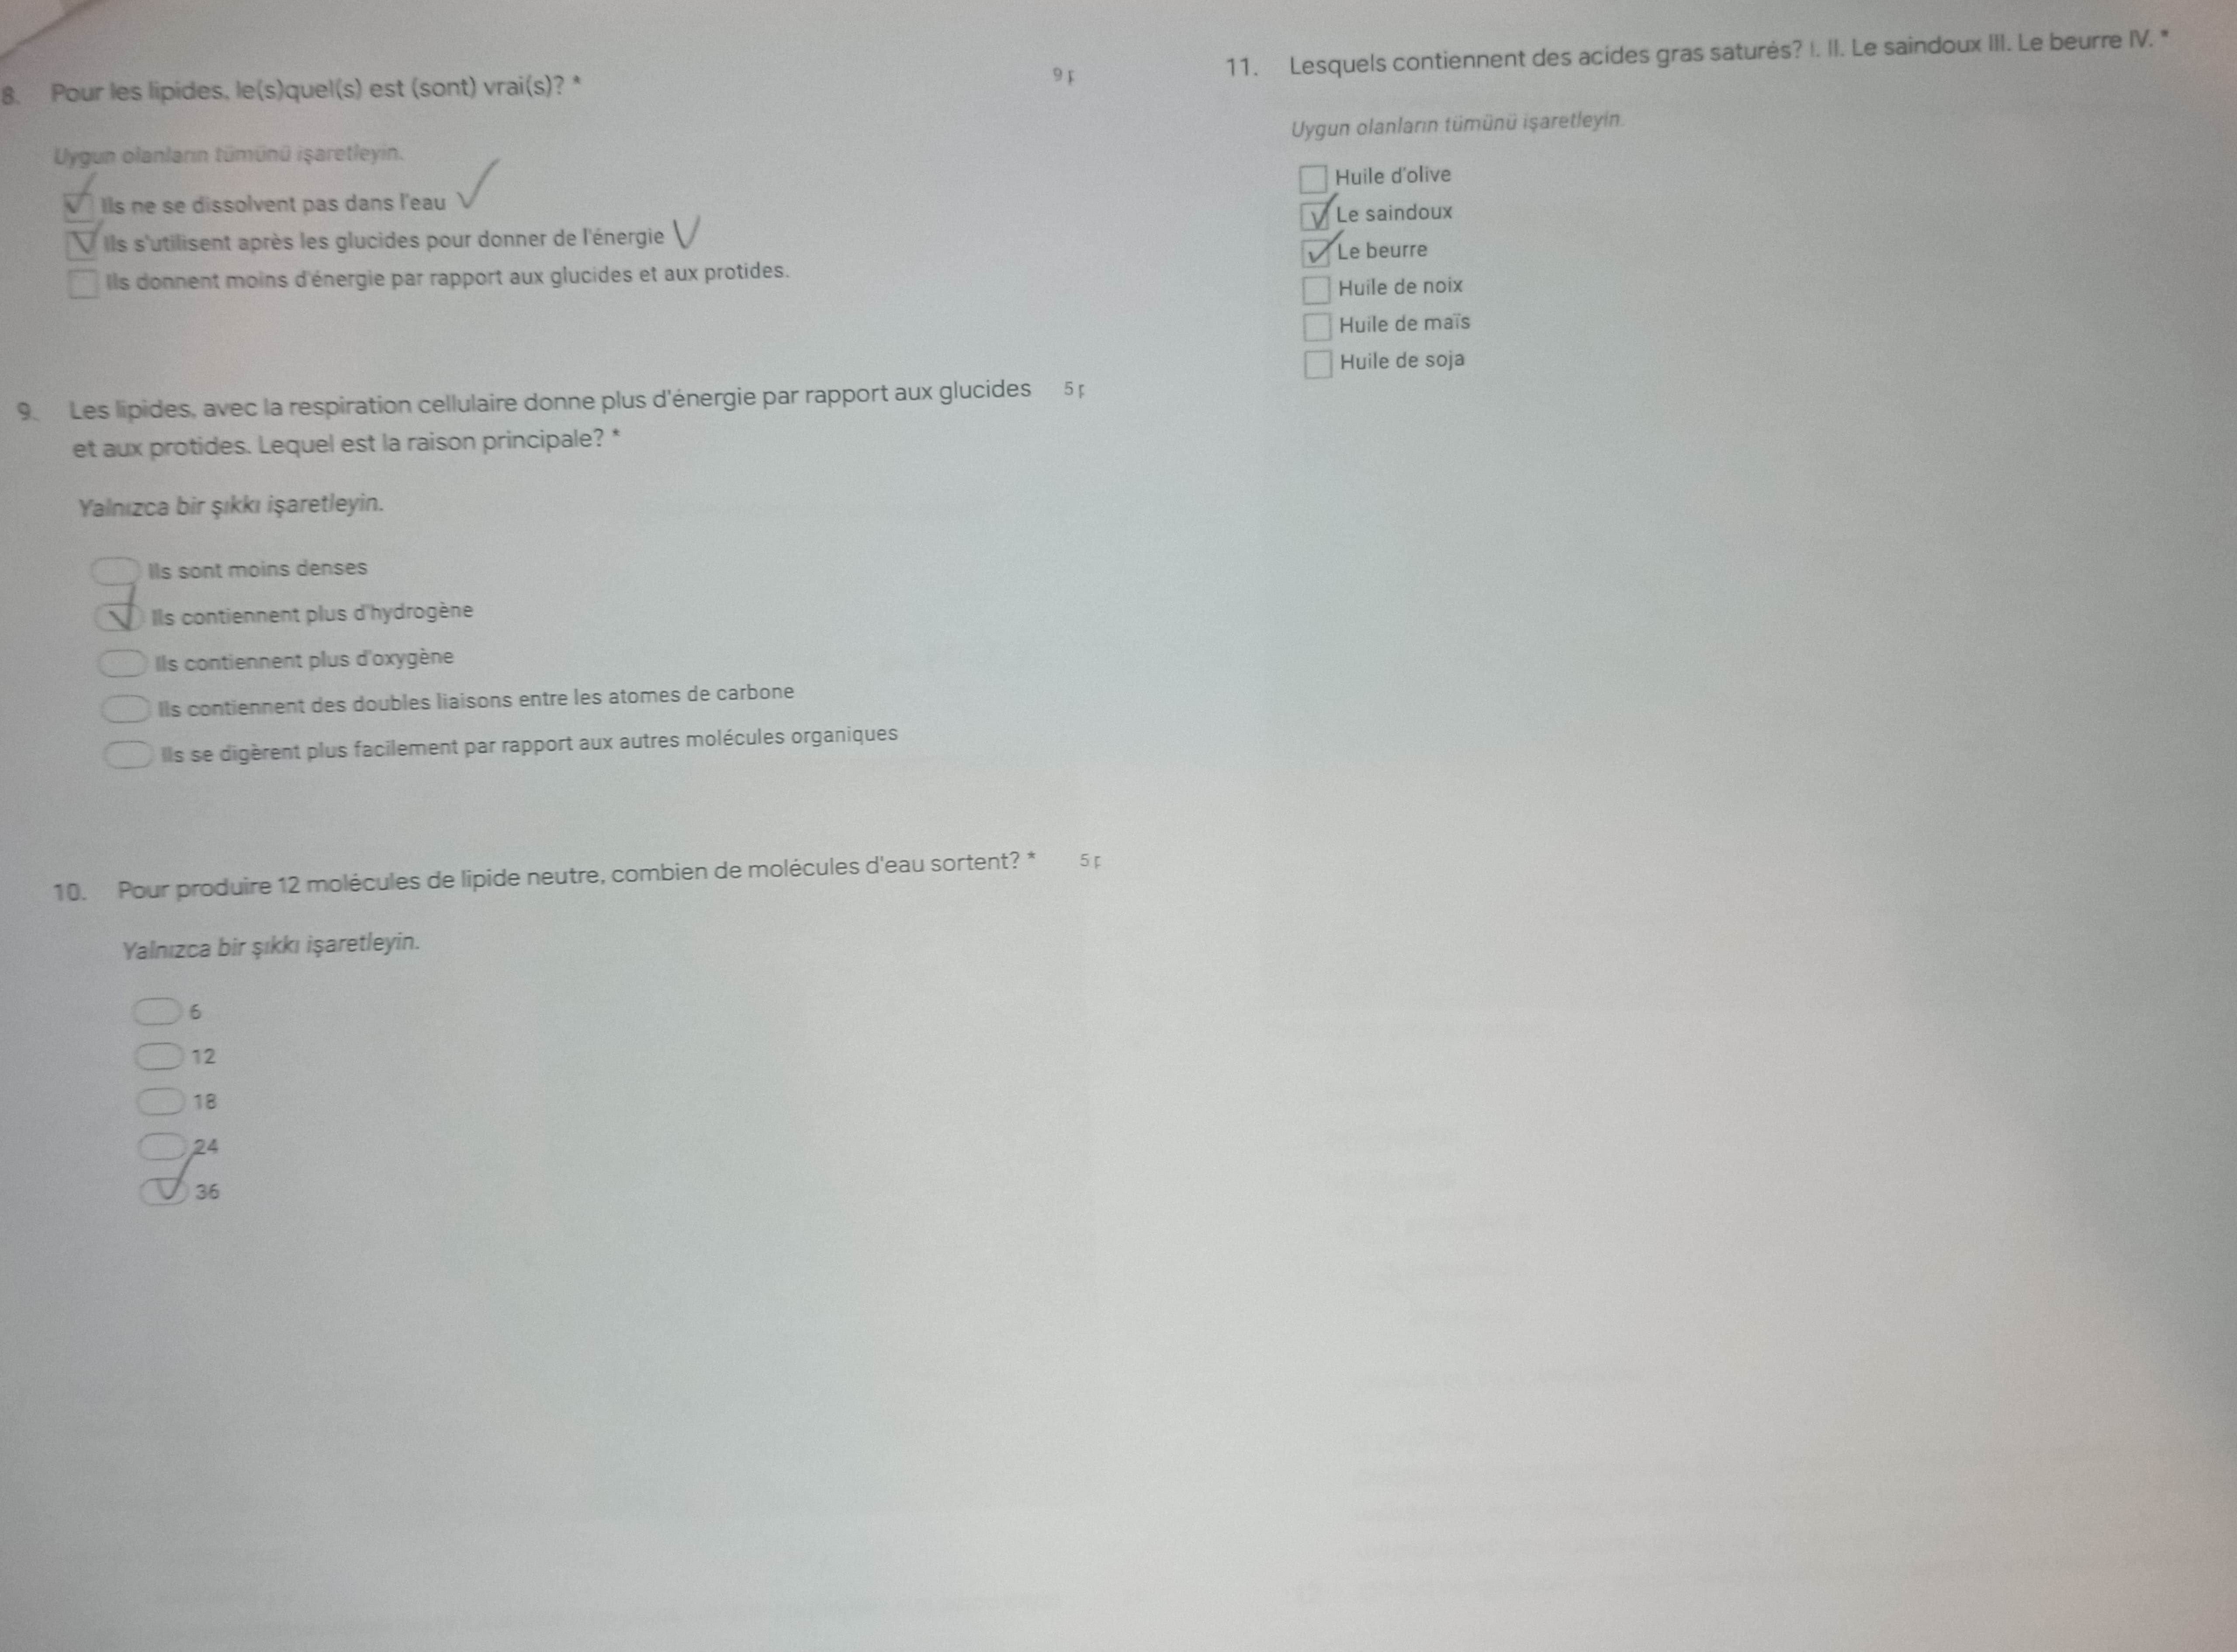 8. Pour les lipides, le(s)quel(s) est (sont) vrai(s)? *
9 p
Uygun olanların tümünü işaretleyin.
Ils ne se dissolvent pas dans l'eau
Ils s'utilisent après les glucides pour donner de l'énergie
Ils donnent moins d'énergie par rapport aux glucides et aux protides.
9. Les lipides, avec la respiration cellulaire donne plus d'énergie par rapport aux glucides
5 p
et aux protides. Lequel est la raison principale? *
Yalnızca bir şıkkı işaretleyin.
Ils sont moins denses
Ils contiennent plus d'hydrogène
Ils contiennent plus d'oxygène
Ils contiennent des doubles liaisons entre les atomes de carbone
Ils se digèrent plus facilement par rapport aux autres molécules organiques
10. Pour produire 12 molécules de lipide neutre, combien de molécules d'eau sortent? *
5 p
Yalnızca bir şıkkı işaretleyin.
6
12
18
24
36
11. Lesquels contiennent des acides gras saturés? I. II. Le saindoux III. Le beurre IV. *
Uygun olanların tümünü işaretleyin.
Huile d'olive
Le saindoux
Le beurre
Huile de noix
Huile de maïs
Huile de soja